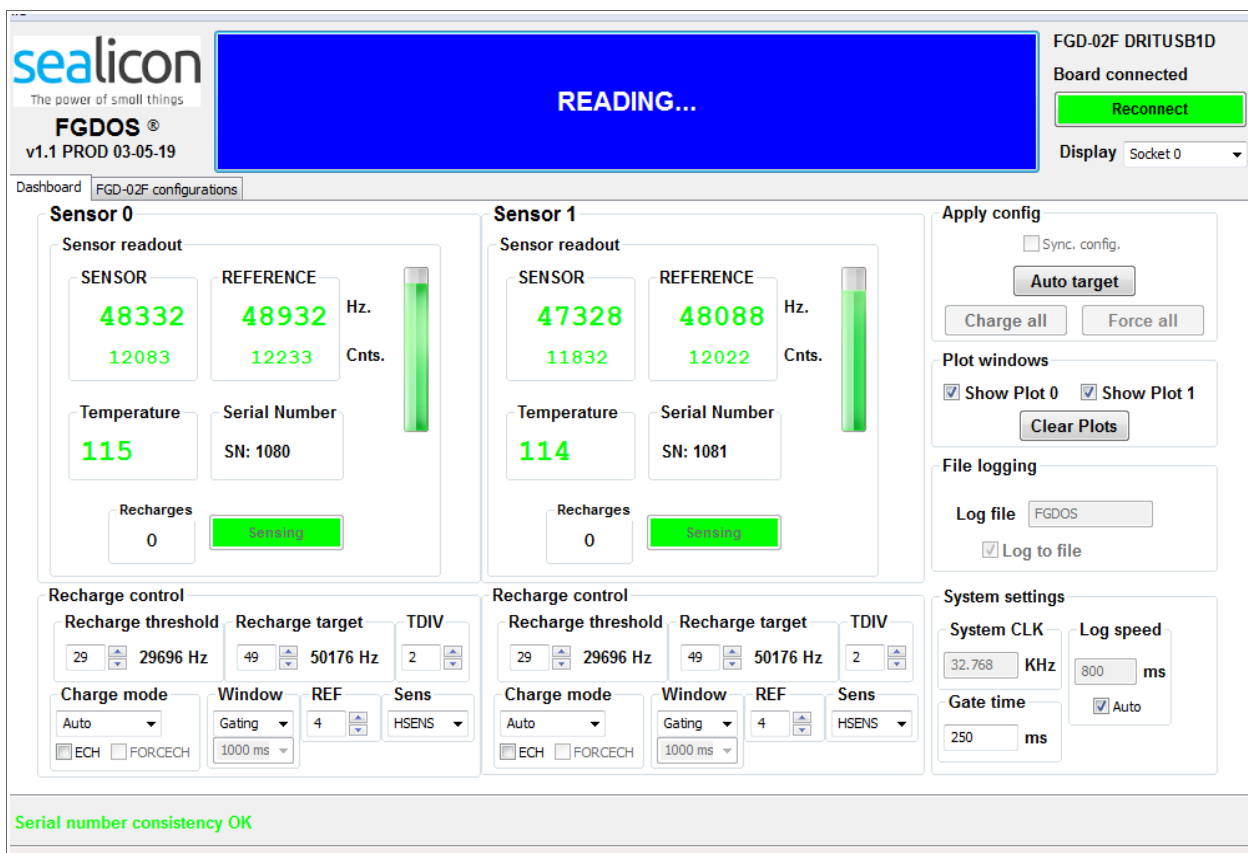 sealicon
The power of small things
FGDOS ®
v1.1 PROD 03-05-19
READING...
FGD-02F DRITUSB1D
Board connected
Reconnect
Display Socket 0
Dashboard FGD-02F configurations
Sensor 0
Sensor readout
SENSOR REFERENCE
48332 48932 Hz.
12083 12233 Cnts.
Temperature Serial Number
115 SN: 1080
Recharges
0 Sensing
Recharge control
Recharge threshold Recharge target TDIV
29 29696 Hz 49 50176 Hz 2
Charge mode Window REF Sens
Auto Gating 4 HSENS
ECH FORCECH 1000 ms
Sensor 1
Sensor readout
SENSOR REFERENCE
47328 48088 Hz.
11832 12022 Cnts.
Temperature Serial Number
114 SN: 1081
Recharges
0 Sensing
Recharge control
Recharge threshold Recharge target TDIV
29 29696 Hz 49 50176 Hz 2
Charge mode Window REF Sens
Auto Gating 4 HSENS
ECH FORCECH 1000 ms
Apply config
Sync. config.
Auto target
Charge all Force all
Plot windows
Show Plot 0 Show Plot 1
Clear Plots
File logging
Log file FGDOS
Log to file
System settings
System CLK Log speed
32.768 KHz 800 ms
Gate time Auto
250 ms
Serial number consistency OK